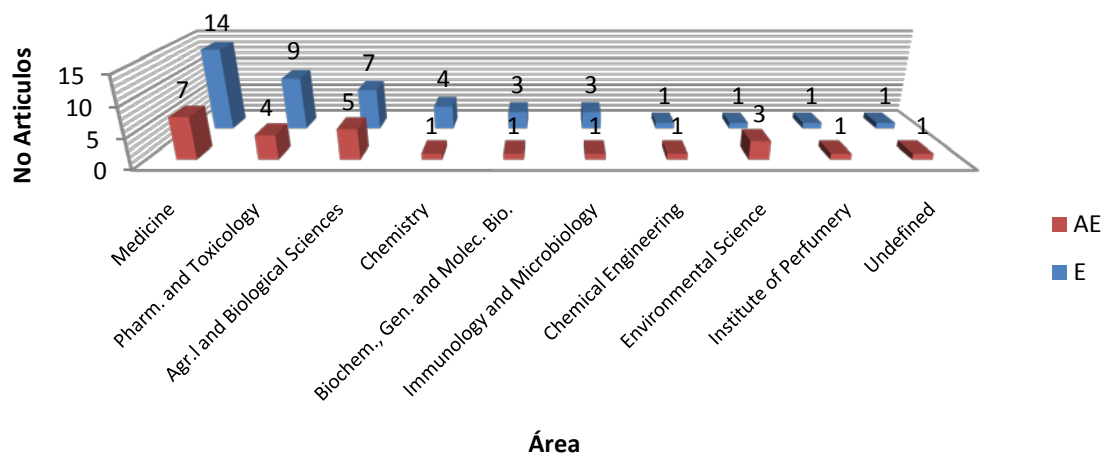 No Articulos
15
10
5
0
14
9
7
4
3
3
1
1
1
1
7
4
5
1
1
1
1
3
1
1
Medicine
Pharm. and Toxicology
Agr.l and Biological Sciences
Chemistry
Biochem., Gen. and Molec. Bio.
Immunology and Microbiology
Chemical Engineering
Environmental Science
Institute of Perfumery
Undefined
AE
E
Área